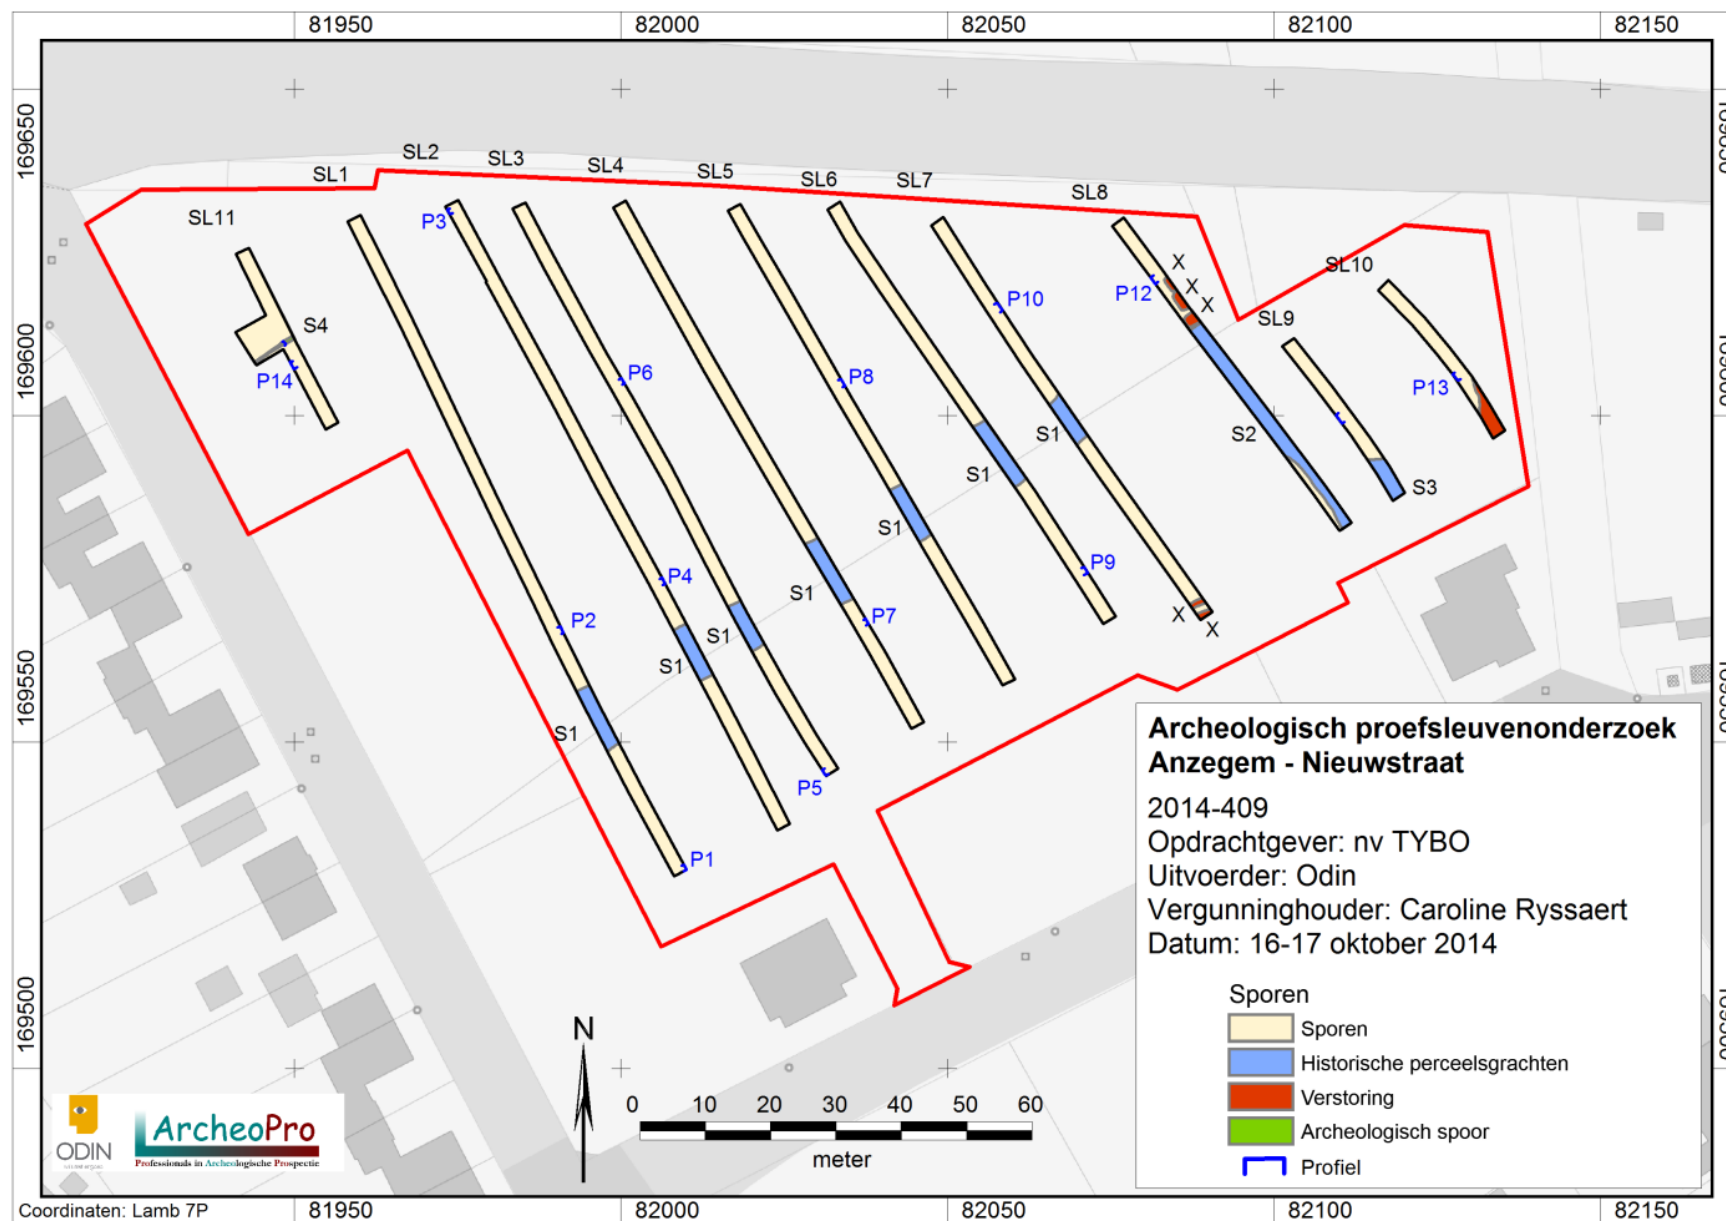 81950 82000 82050 82100 82150
169650
169600
169550
169500
169650
169600
169550
169500
SL1 SL2 SL3 SL4 SL5 SL6 SL7 SL8
SL11 SL10 SL9
X
X
X
P3 P12 P10
S4
P14 P6 P8 P13
S1 S2
S1 S3
S1
P4 P9
S1 P7 X
P2 S1 X
S1
S1
P5
P1
Archeologisch proefsleuvenonderzoek
Anzegem - Nieuwstraat
2014-409
Opdrachtgever: nv TYBO
Uitvoerder: Odin
Vergunninghouder: Caroline Ryssaert
Datum: 16-17 oktober 2014
Sporen
Sporen
Historische perceelsgrachten
Verstoring
Archeologisch spoor
Profiel
N
0 10 20 30 40 50 60
meter
ODIN
ArcheoPro
Professionals in Archeologische Prospectie
Coordinaten: Lamb 7P
81950 82000 82050 82100 82150